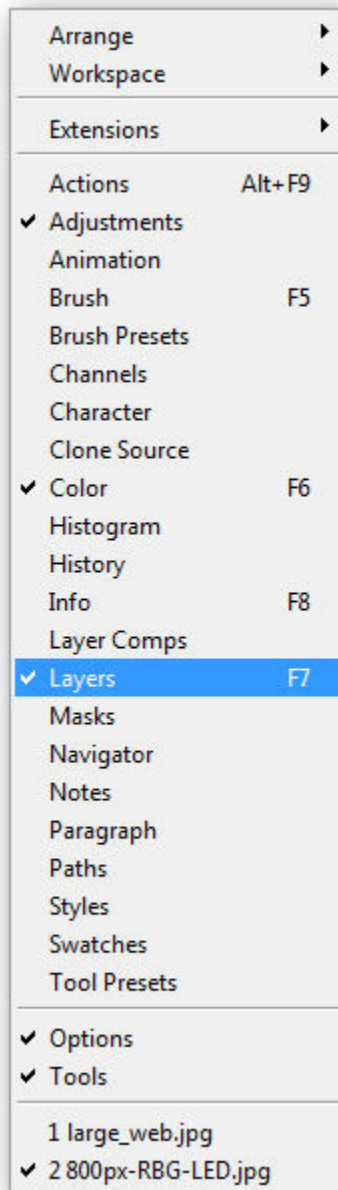 Arrange
Workspace
Extensions
Actions Alt+F9
Adjustments
Animation
Brush F5
Brush Presets
Channels
Character
Clone Source
Color F6
Histogram
History
Info F8
Layer Comps
Layers F7
Masks
Navigator
Notes
Paragraph
Paths
Styles
Swatches
Tool Presets
Options
Tools
1 large_web.jpg
2 800px-RBG-LED.jpg